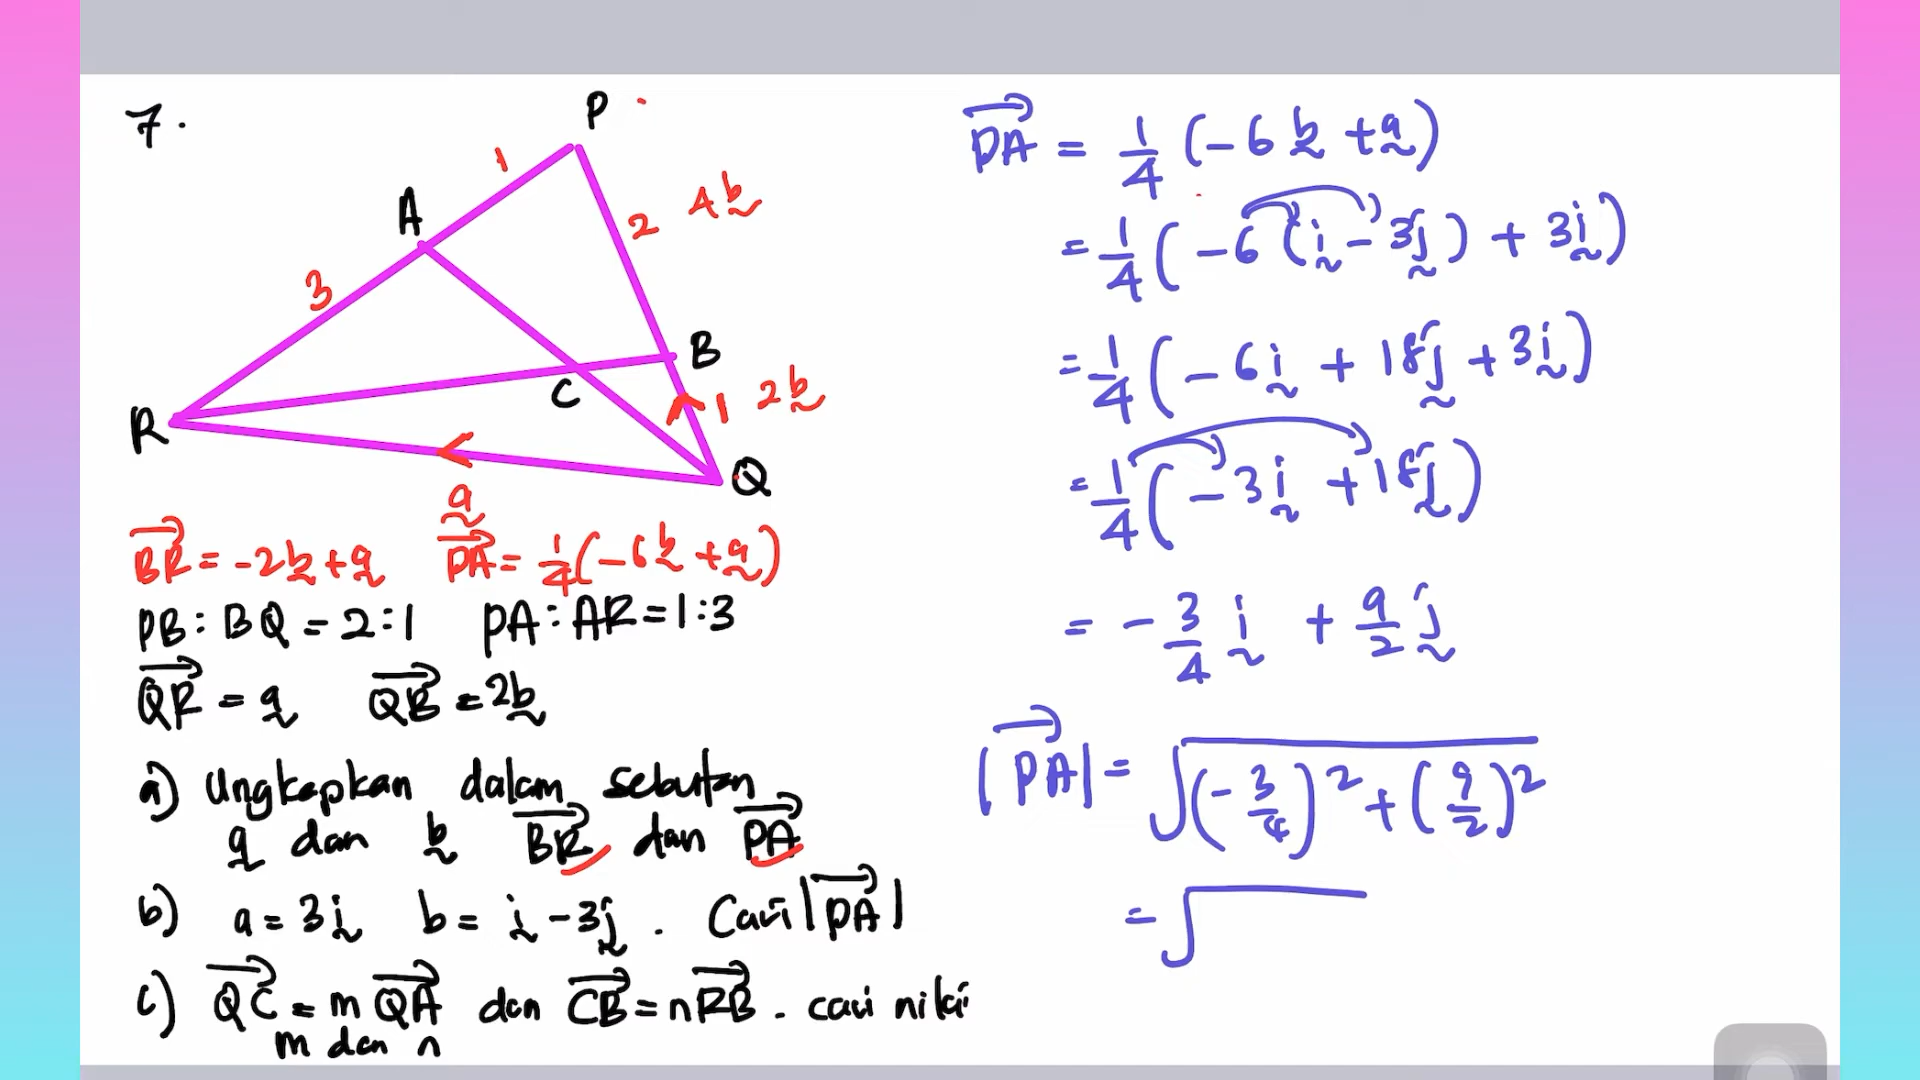 7.
P
1
A
2 4b
3
B
C
1 2b
R
Q
a
BR = -2b + a PA = 1/4(-6b + a)
PB : BQ = 2:1 PA : AR = 1:3
QR = a QB = 2b
a) Ungkapkan dalam sebutan
a dan b BR dan PA
b) a = 3i b = i - 3j . Cari |PA|
c) QC = m QA dan CB = n RB . cari nilai
m dan n
PA = 1/4 (-6b + a)
= 1/4 (-6(i - 3j) + 3i)
= 1/4 (-6i + 18j + 3i)
= 1/4 (-3i + 18j)
= -3/4 i + 9/2 j
|PA| = √((-3/4)² + (9/2)²)
= √